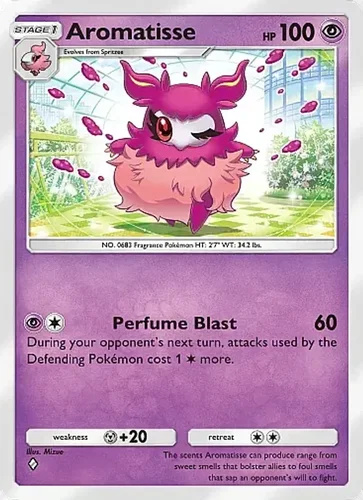 STAGE 1
Aromatisse
HP 100
Evolves from Spritzee
NO. 0683 Fragrance Pokémon HT: 2'7" WT: 34.2 lbs.
Perfume Blast 60
During your opponent's next turn, attacks used by the
Defending Pokémon cost 1 more.
weakness +20 retreat
Illus. Mizue
The scents Aromatisse can produce range from
sweet smells that bolster allies to foul smells
that sap an opponent's will to fight.